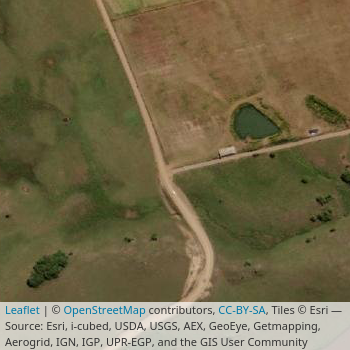 Leaflet | © OpenStreetMap contributors, CC-BY-SA, Tiles © Esri —
Source: Esri, i-cubed, USDA, USGS, AEX, GeoEye, Getmapping,
Aerogrid, IGN, IGP, UPR-EGP, and the GIS User Community